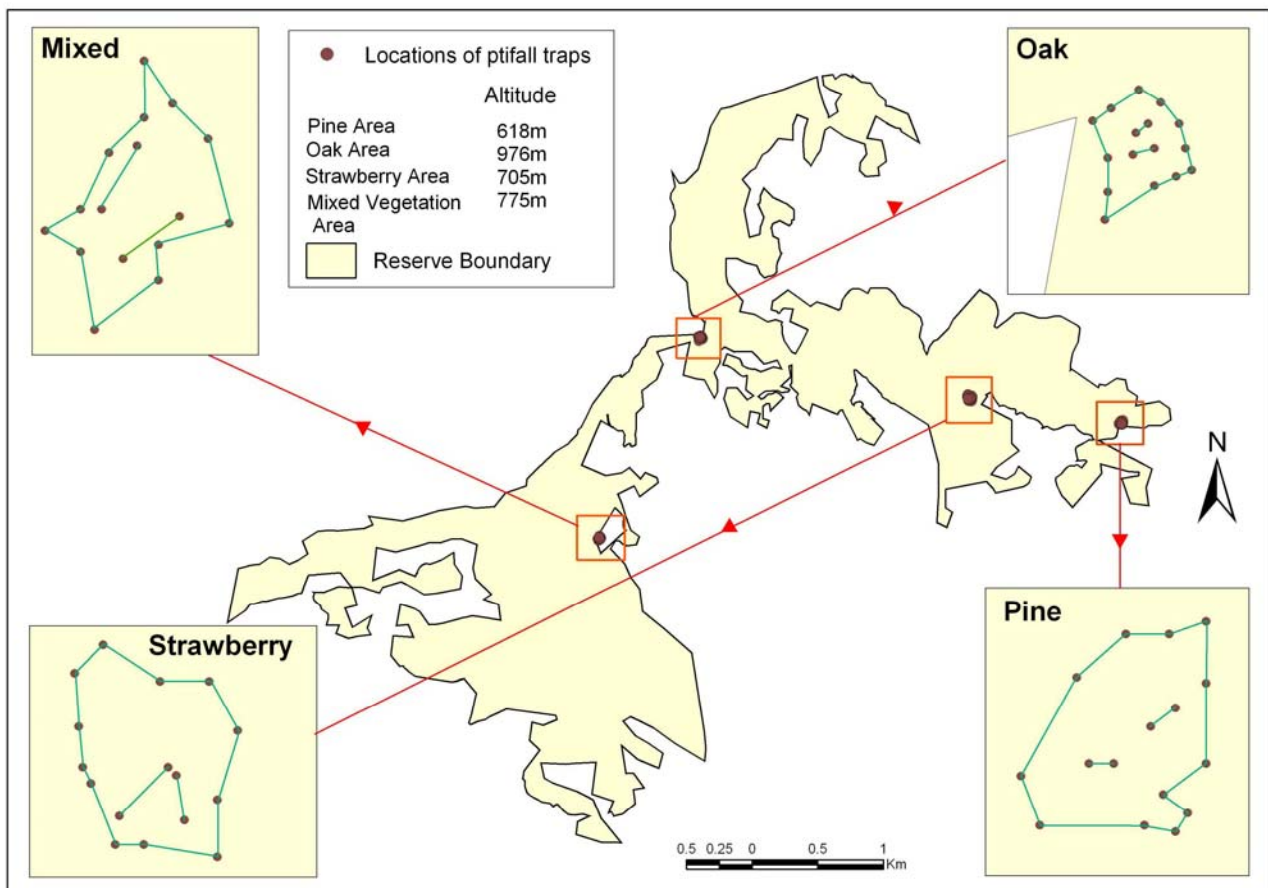 Mixed
Locations of ptifall traps
Altitude
Pine Area 618m
Oak Area 976m
Strawberry Area 705m
Mixed Vegetation 775m
Area
Reserve Boundary
Oak
N
Strawberry
Pine
0.5 0.25 0 0.5 1
Km